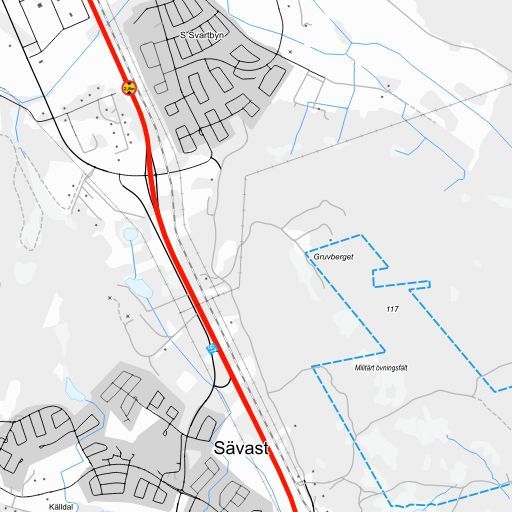 S Svartbyn
Gruvberget
117
Militärt övningsfält
Sävast
Källdal